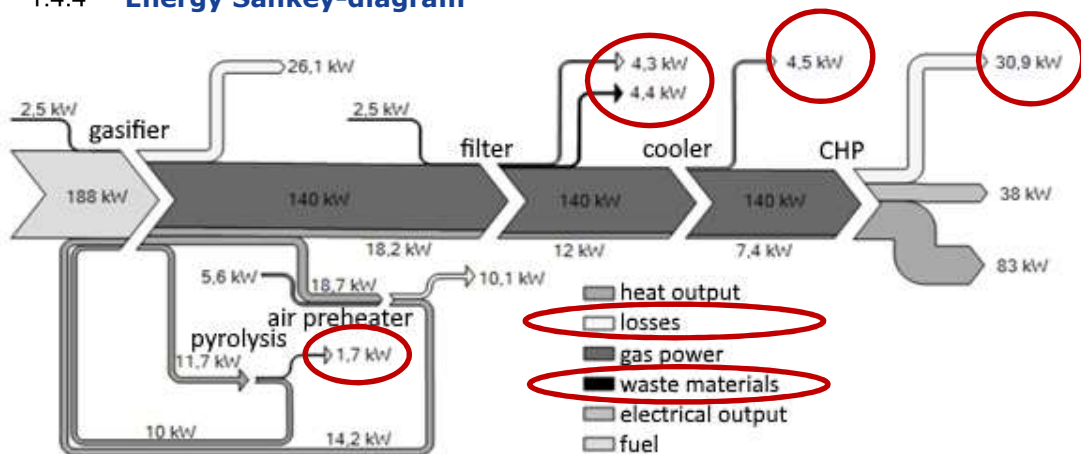 1.4.4 Energy Sankey-diagram
26,1 kW
4,3 kW
4,4 kW
4,5 kW
30,9 kW
2,5 kW
gasifier
2,5 kW
filter
cooler
CHP
188 kW
140 kW
140 kW
140 kW
38 kW
18,2 kW
12 kW
7,4 kW
83 kW
5,6 kW
18,7 kW
10,1 kW
air preheater
pyrolysis
11,7 kW
1,7 kW
10 kW
14,2 kW
heat output
losses
gas power
waste materials
electrical output
fuel